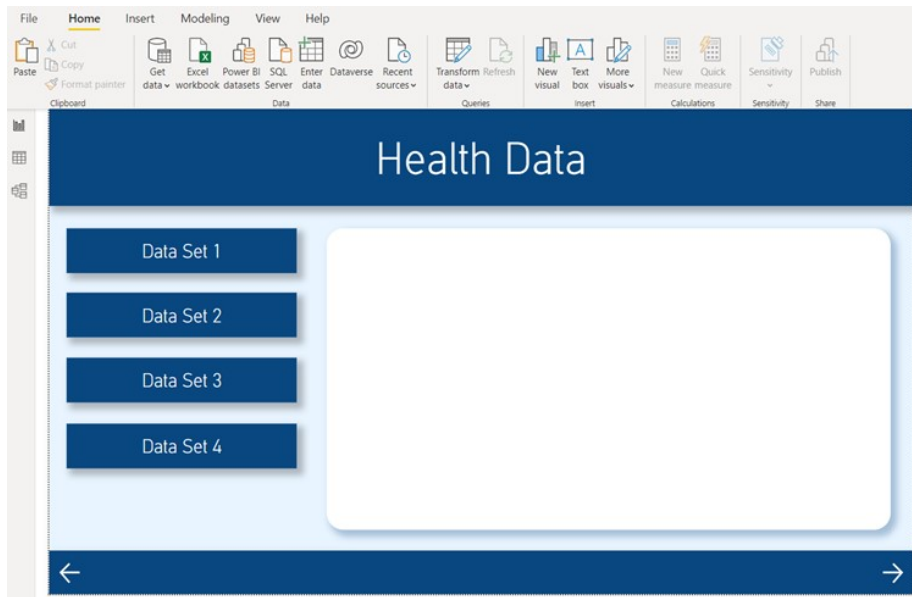 File Home Insert Modeling View Help
Paste
Cut
Copy
Format painter
Clipboard
Get data
Excel workbook
Power BI datasets
SQL Server
Enter data
Dataverse
Recent sources
Data
Transform data
Refresh
Queries
New visual
Text box
More visuals
Insert
New measure
Quick measure
Calculations
Sensitivity
Sensitivity
Publish
Share
Health Data
Data Set 1
Data Set 2
Data Set 3
Data Set 4